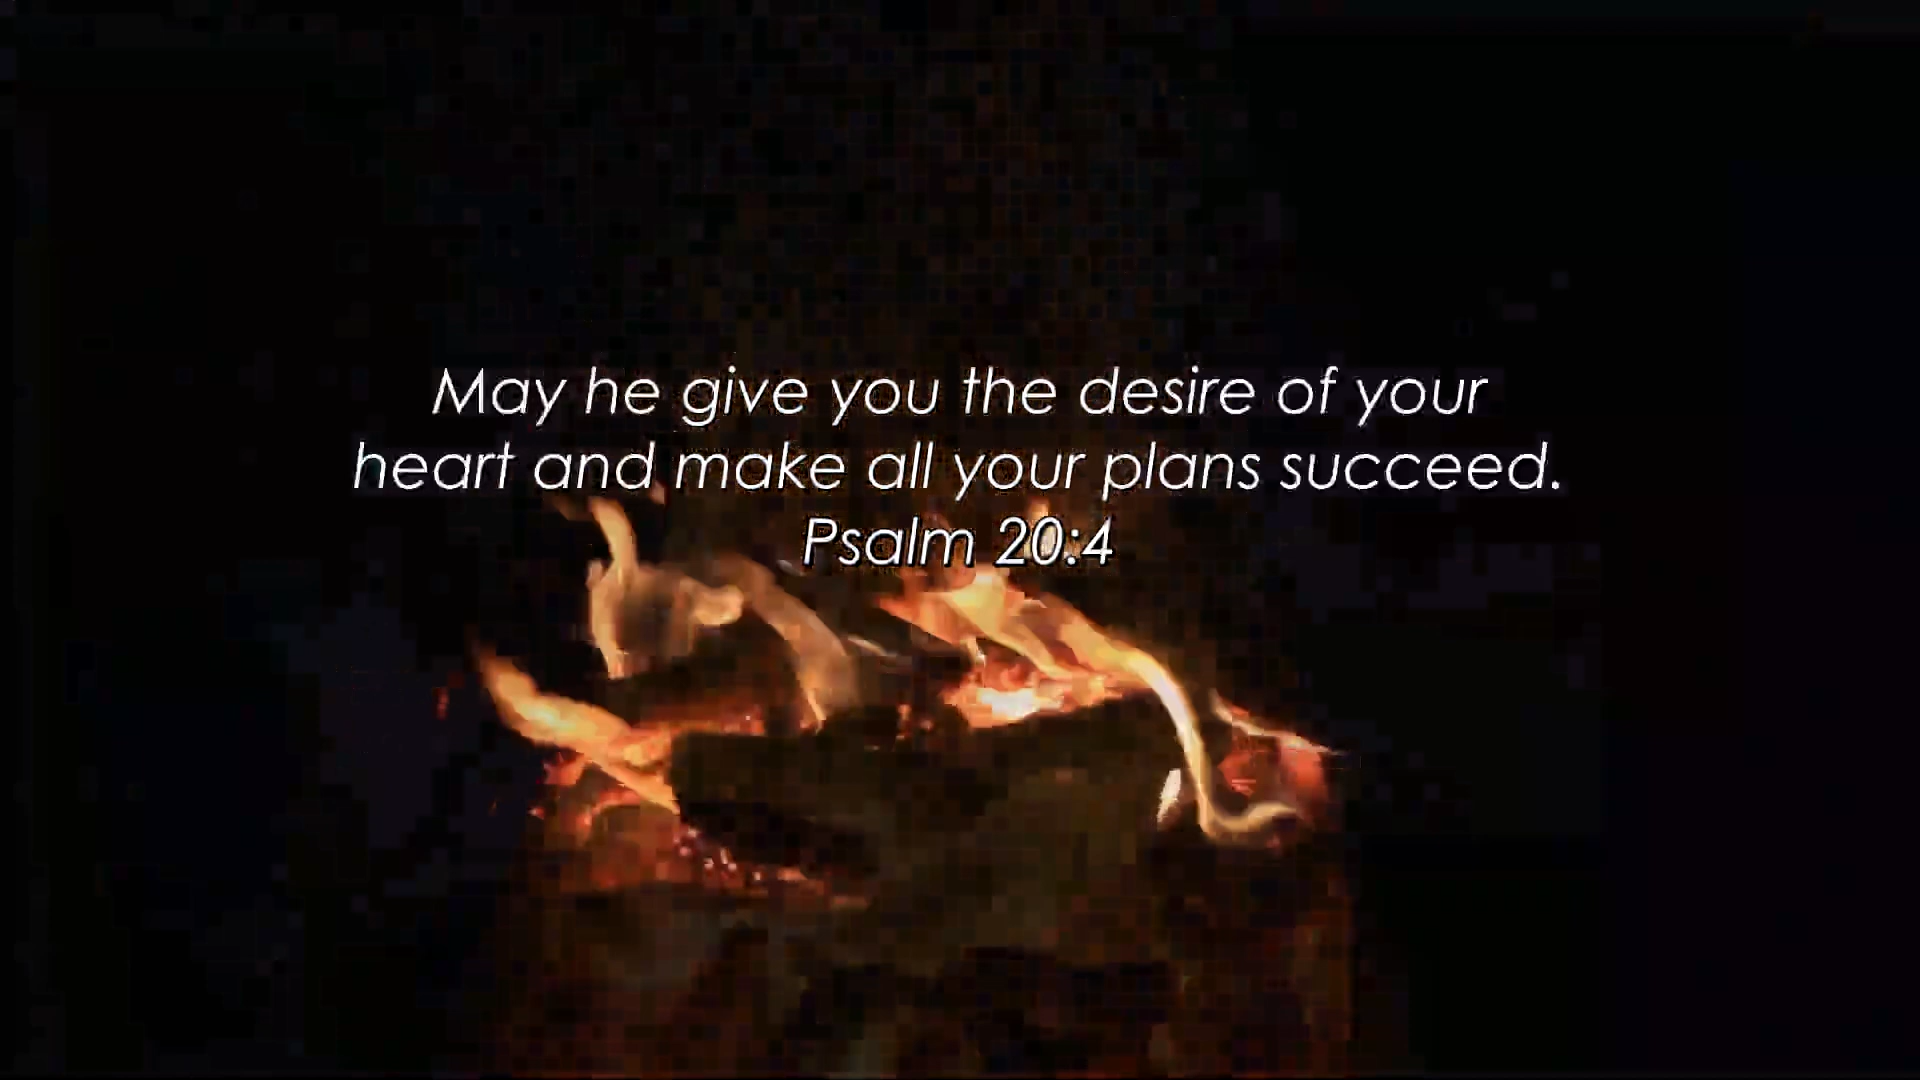 May he give you the desire of your
heart and make all your plans succeed.
Psalm 20:4